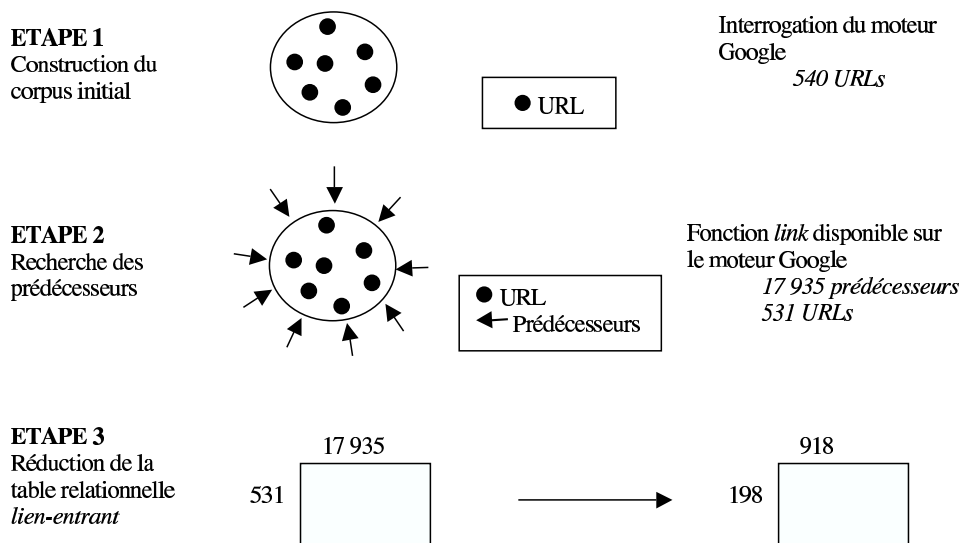 ETAPE 1
Construction du
corpus initial
URL
Interrogation du moteur
Google
540 URLs
ETAPE 2
Recherche des
prédécesseurs
URL
Prédécesseurs
Fonction link disponible sur
le moteur Google
17 935 prédécesseurs
531 URLs
ETAPE 3
Réduction de la
table relationnelle
lien-entrant
17 935
531
918
198